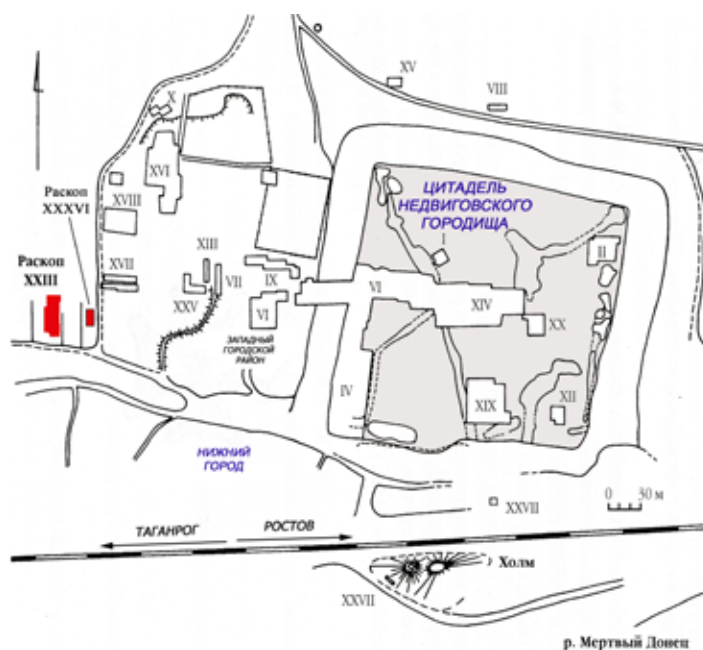 XV
VIII
X
XVI
ЦИТАДЕЛЬ
НЕДВИГОВСКОГО
ГОРОДИЩА
Раскоп
XXXVI
XVIII
XIII
II
Раскоп
XXIII
XVII
VII
IX
XXV
VI
VI
XIV
XX
ЗАПАДНЫЙ
ГОРОДСКОЙ
РАЙОН
IV
XIX
XII
НИЖНИЙ
ГОРОД
0 30 м
XXVII
ТАГАНРОГ
РОСТОВ
Холм
XXVII
р. Мертвый Донец